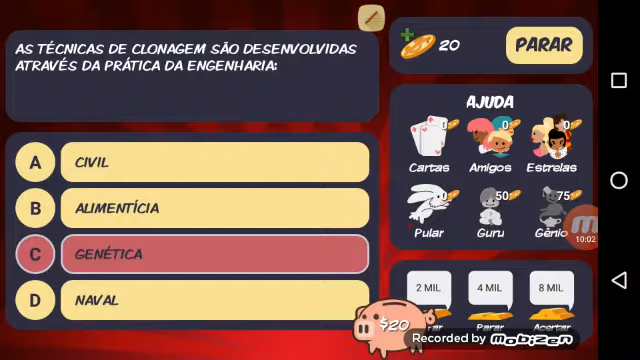 AS TÉCNICAS DE CLONAGEM SÃO DESENVOLVIDAS
ATRAVÉS DA PRÁTICA DA ENGENHARIA:
A CIVIL
B ALIMENTÍCIA
C GENÉTICA
D NAVAL
20 PARAR
AJUDA
0 0 0
Cartas Amigos Estrelas
0 50 75
Pular Guru Gênio
10:02
2 MIL 4 MIL 8 MIL
Parar Acertar
$20
Recorded by mobizen